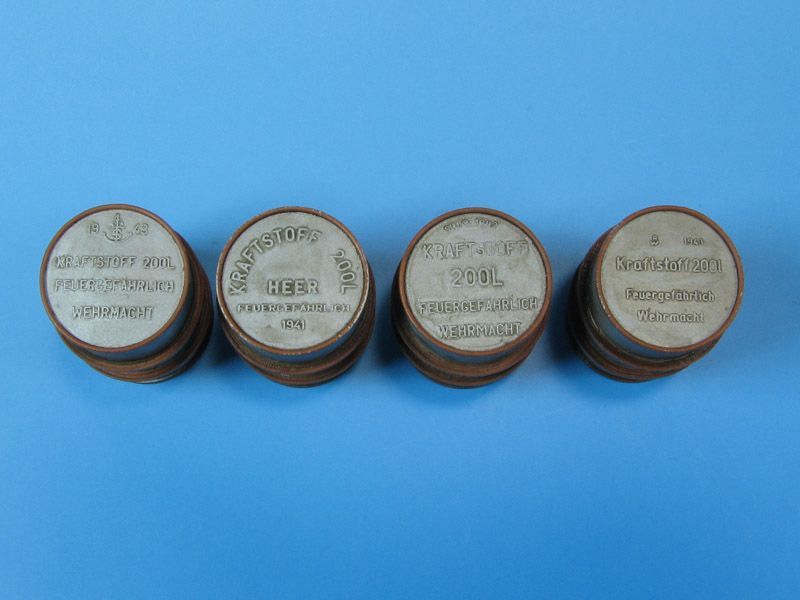 19 43
KRAFTSTOFF 200L
FEUERGEFÄHRLICH
WEHRMACHT
KRAFTSTOFF 200L
HEER
FEUERGEFÄHRLICH
1941
KRAFTSTOFF
200L
FEUERGEFÄHRLICH
WEHRMACHT
1941
Kraftstoff 200l
Feuergefährlich
Wehrmacht